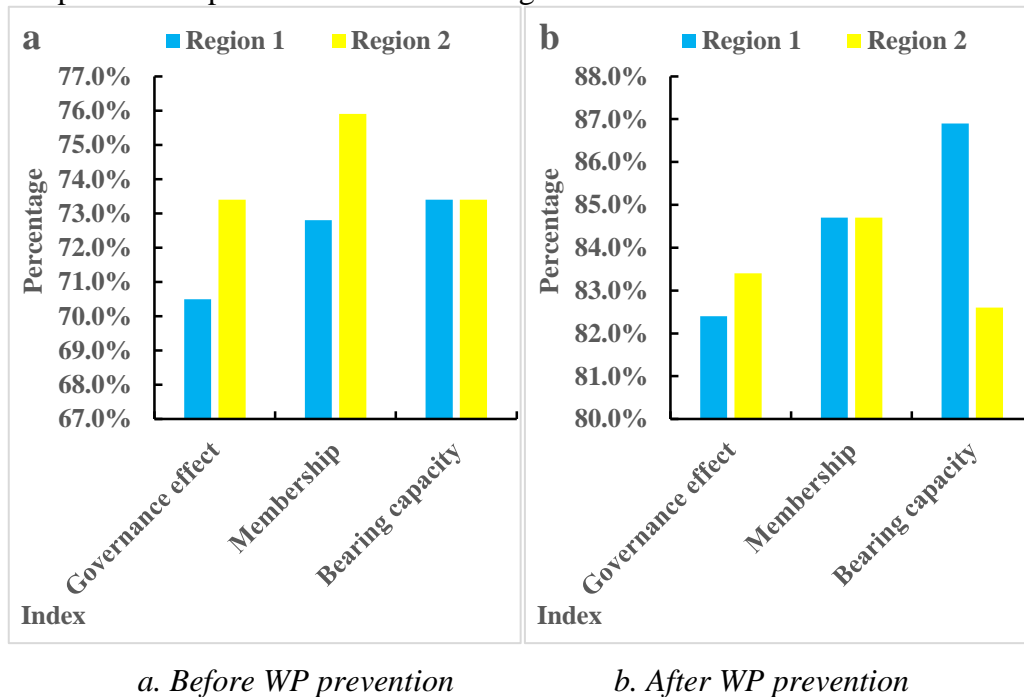 a
Region 1
Region 2
77.0%
76.0%
75.0%
74.0%
73.0%
72.0%
71.0%
70.0%
69.0%
68.0%
67.0%
Percentage
Governance effect
Membership
Bearing capacity
Index
b
Region 1
Region 2
88.0%
87.0%
86.0%
85.0%
84.0%
83.0%
82.0%
81.0%
80.0%
Percentage
Governance effect
Membership
Bearing capacity
Index
a. Before WP prevention
b. After WP prevention